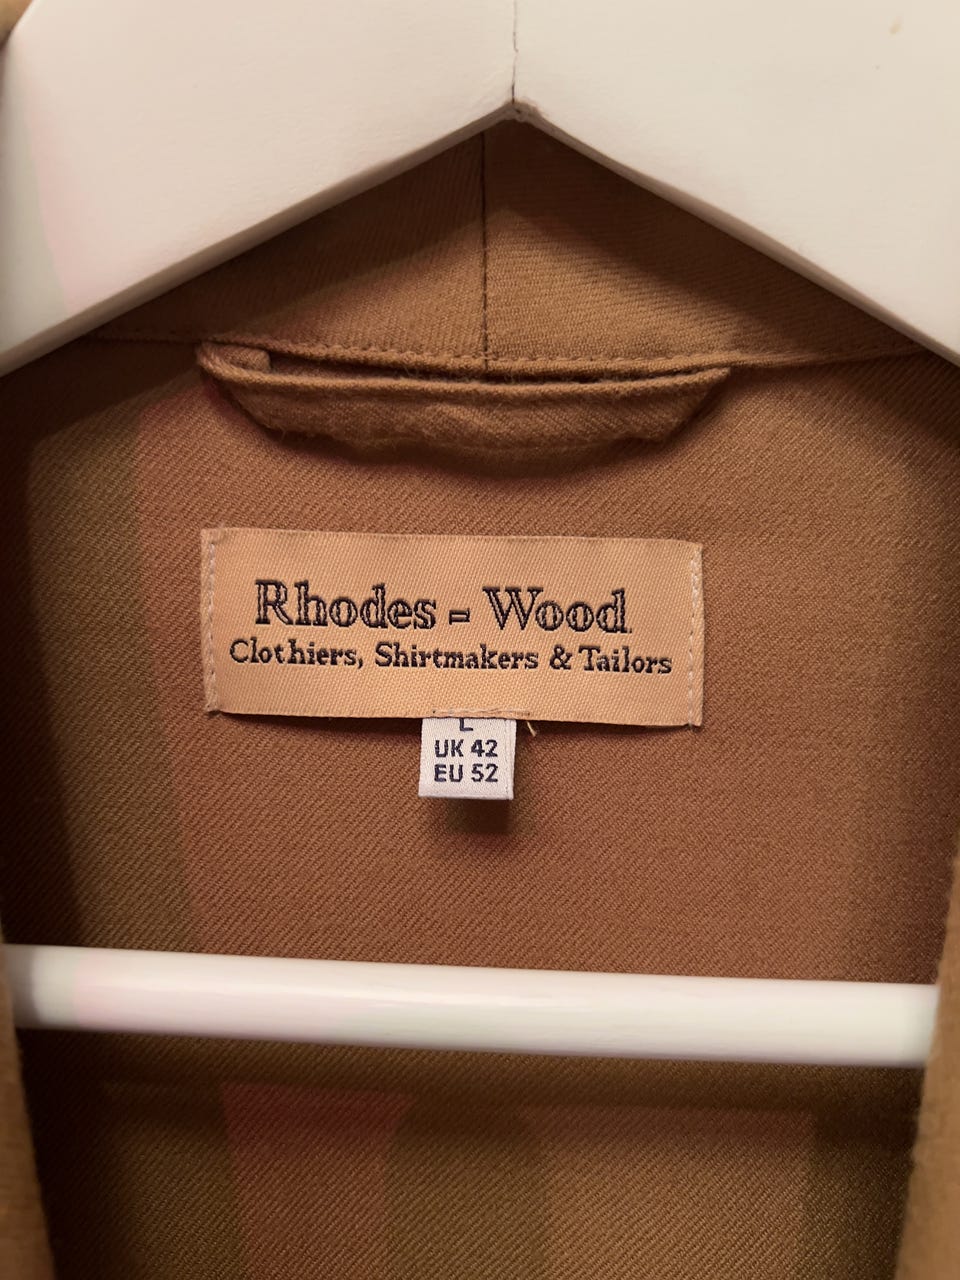 Rhodes = Wood
Clothiers, Shirtmakers & Tailors
L
UK 42
EU 52